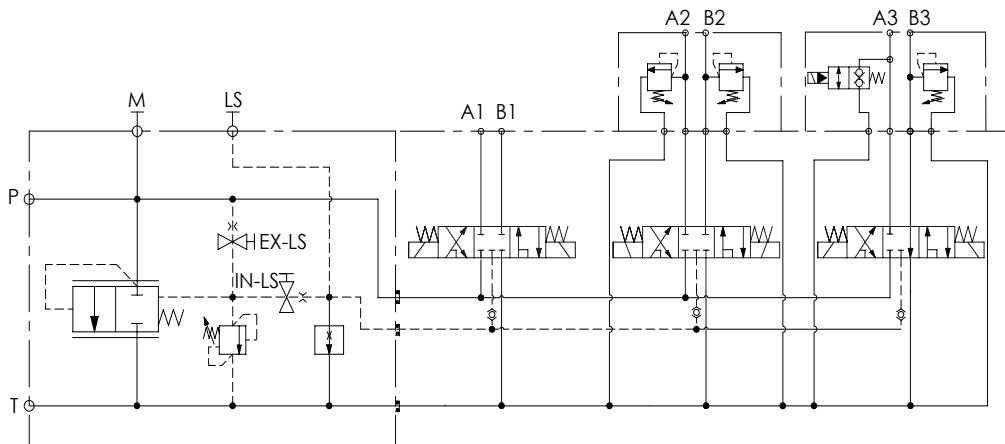 A2 B2 A3 B3
M LS A1 B1
P
EX-LS
IN-LS
T